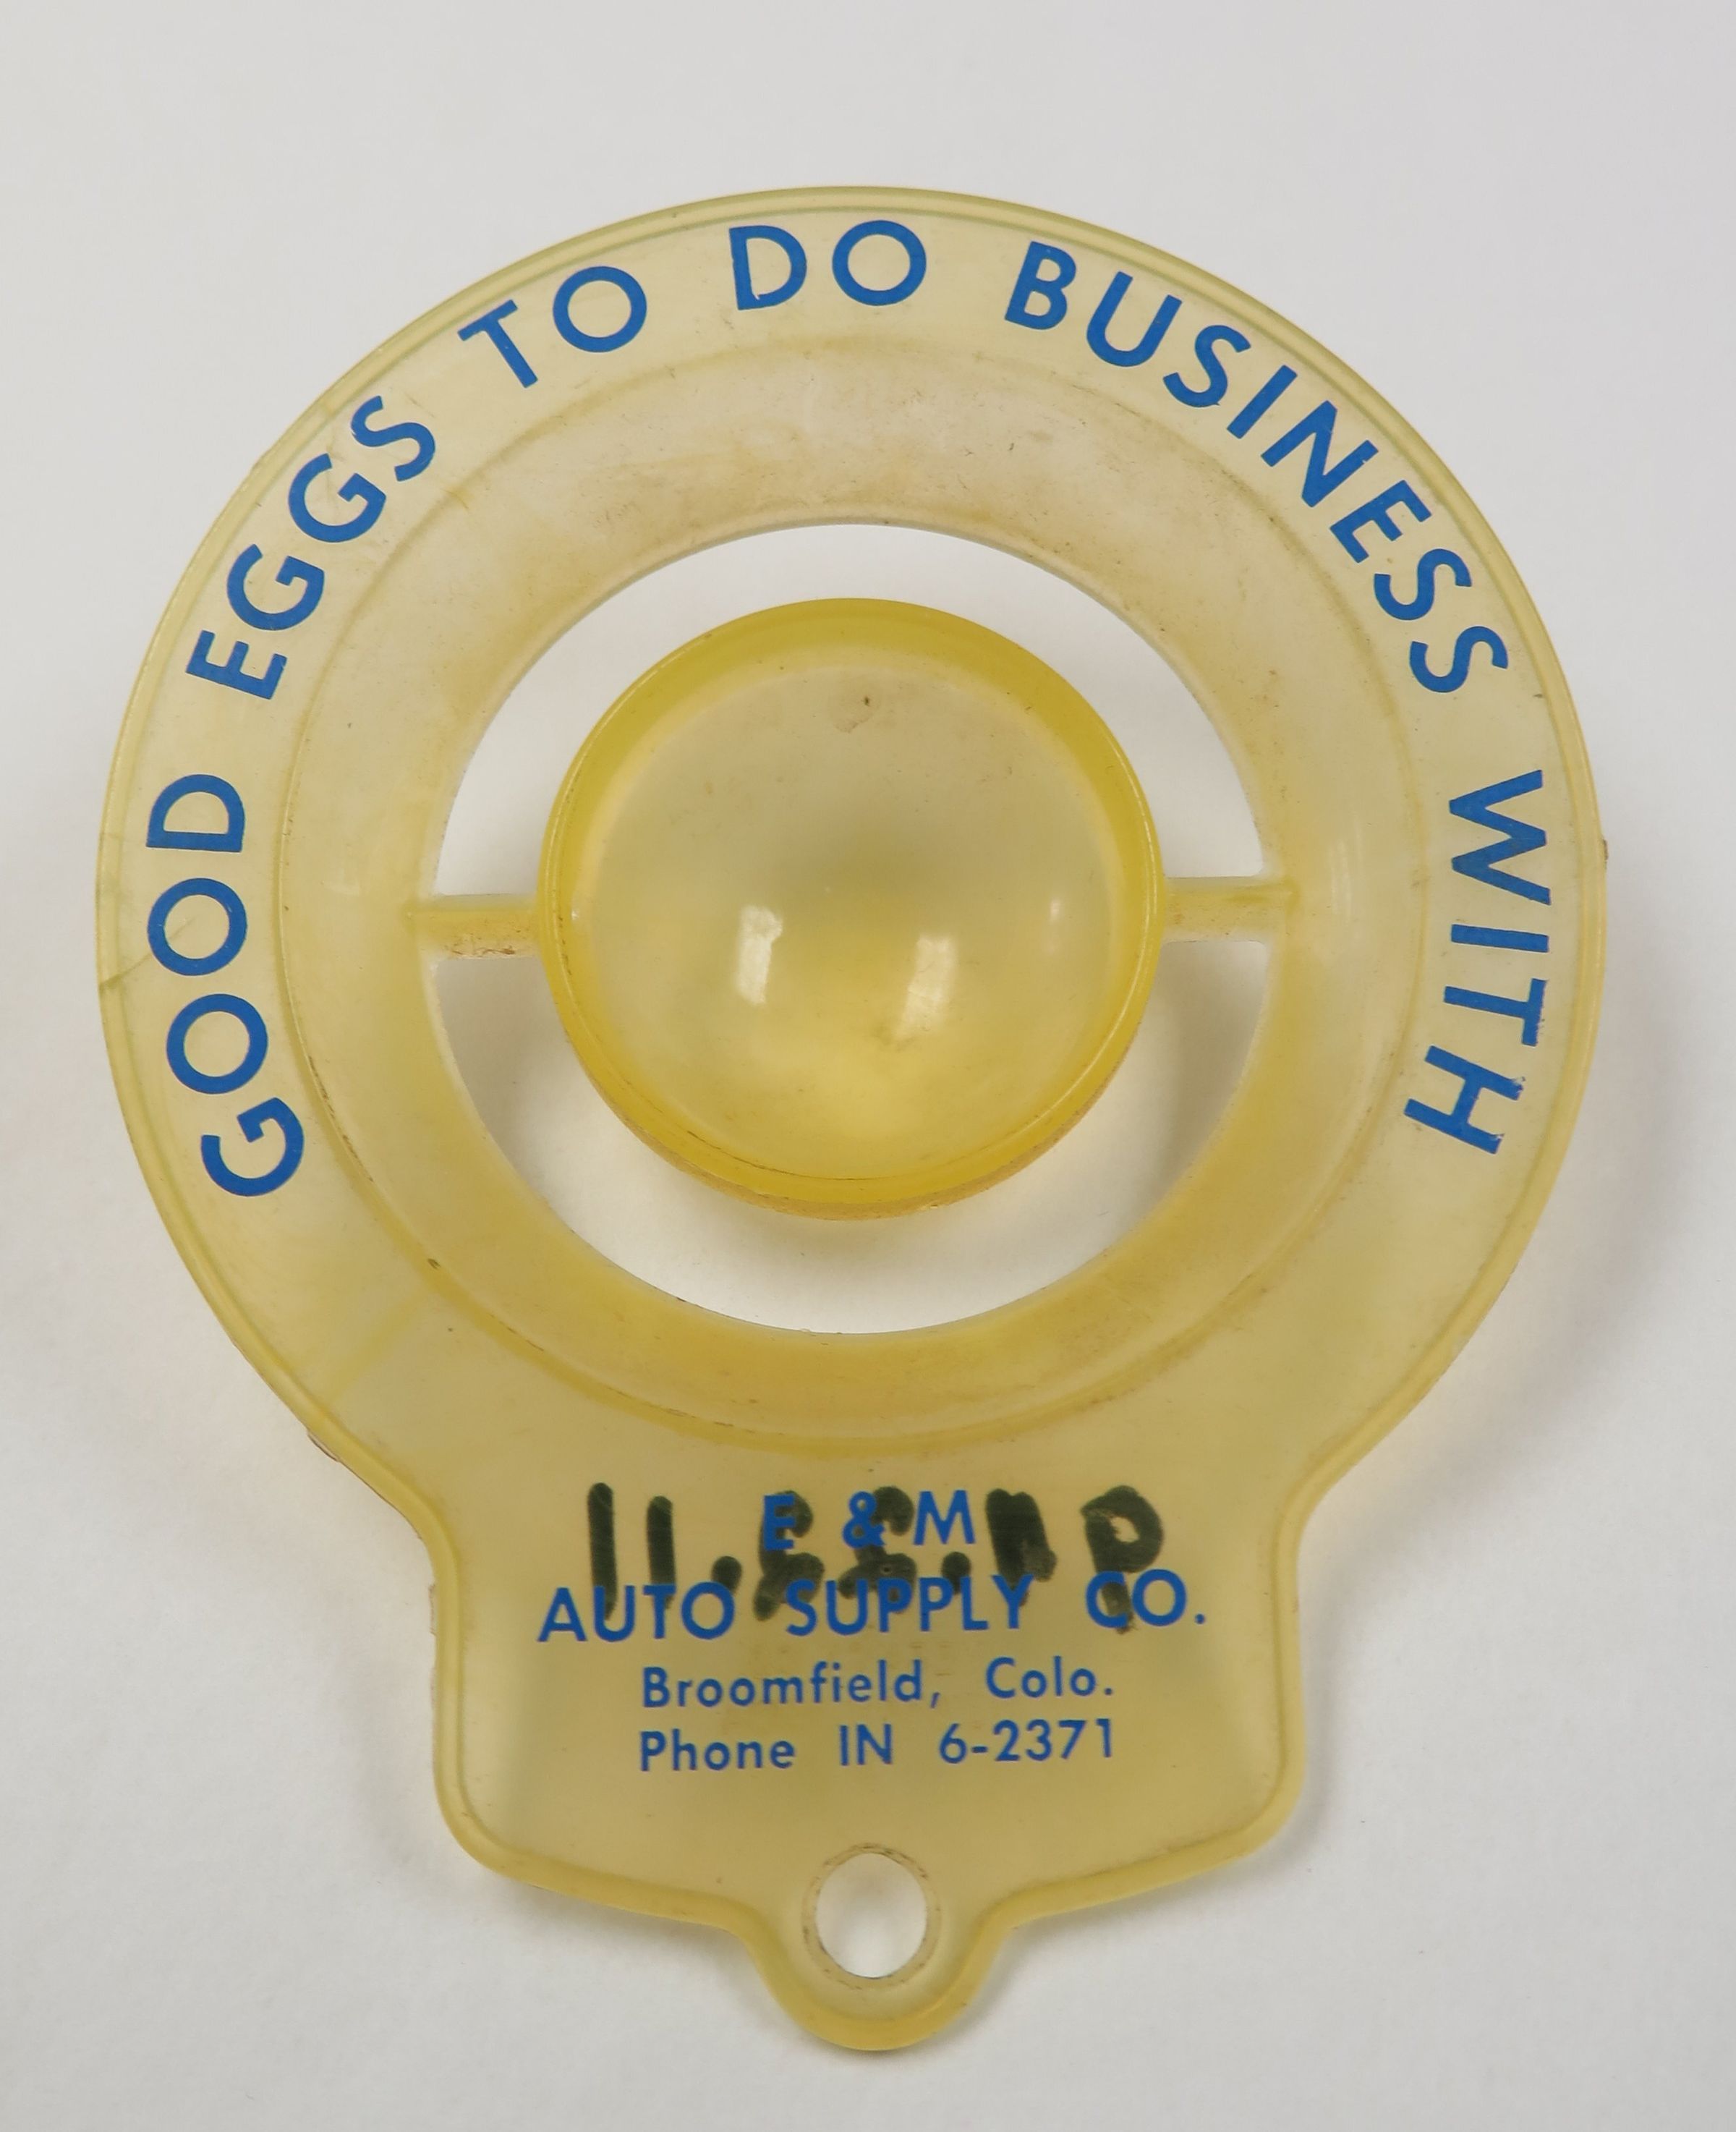 GOOD EGGS TO DO BUSINESS WITH
E & M
AUTO SUPPLY CO.
Broomfield, Colo.
Phone IN 6-2371